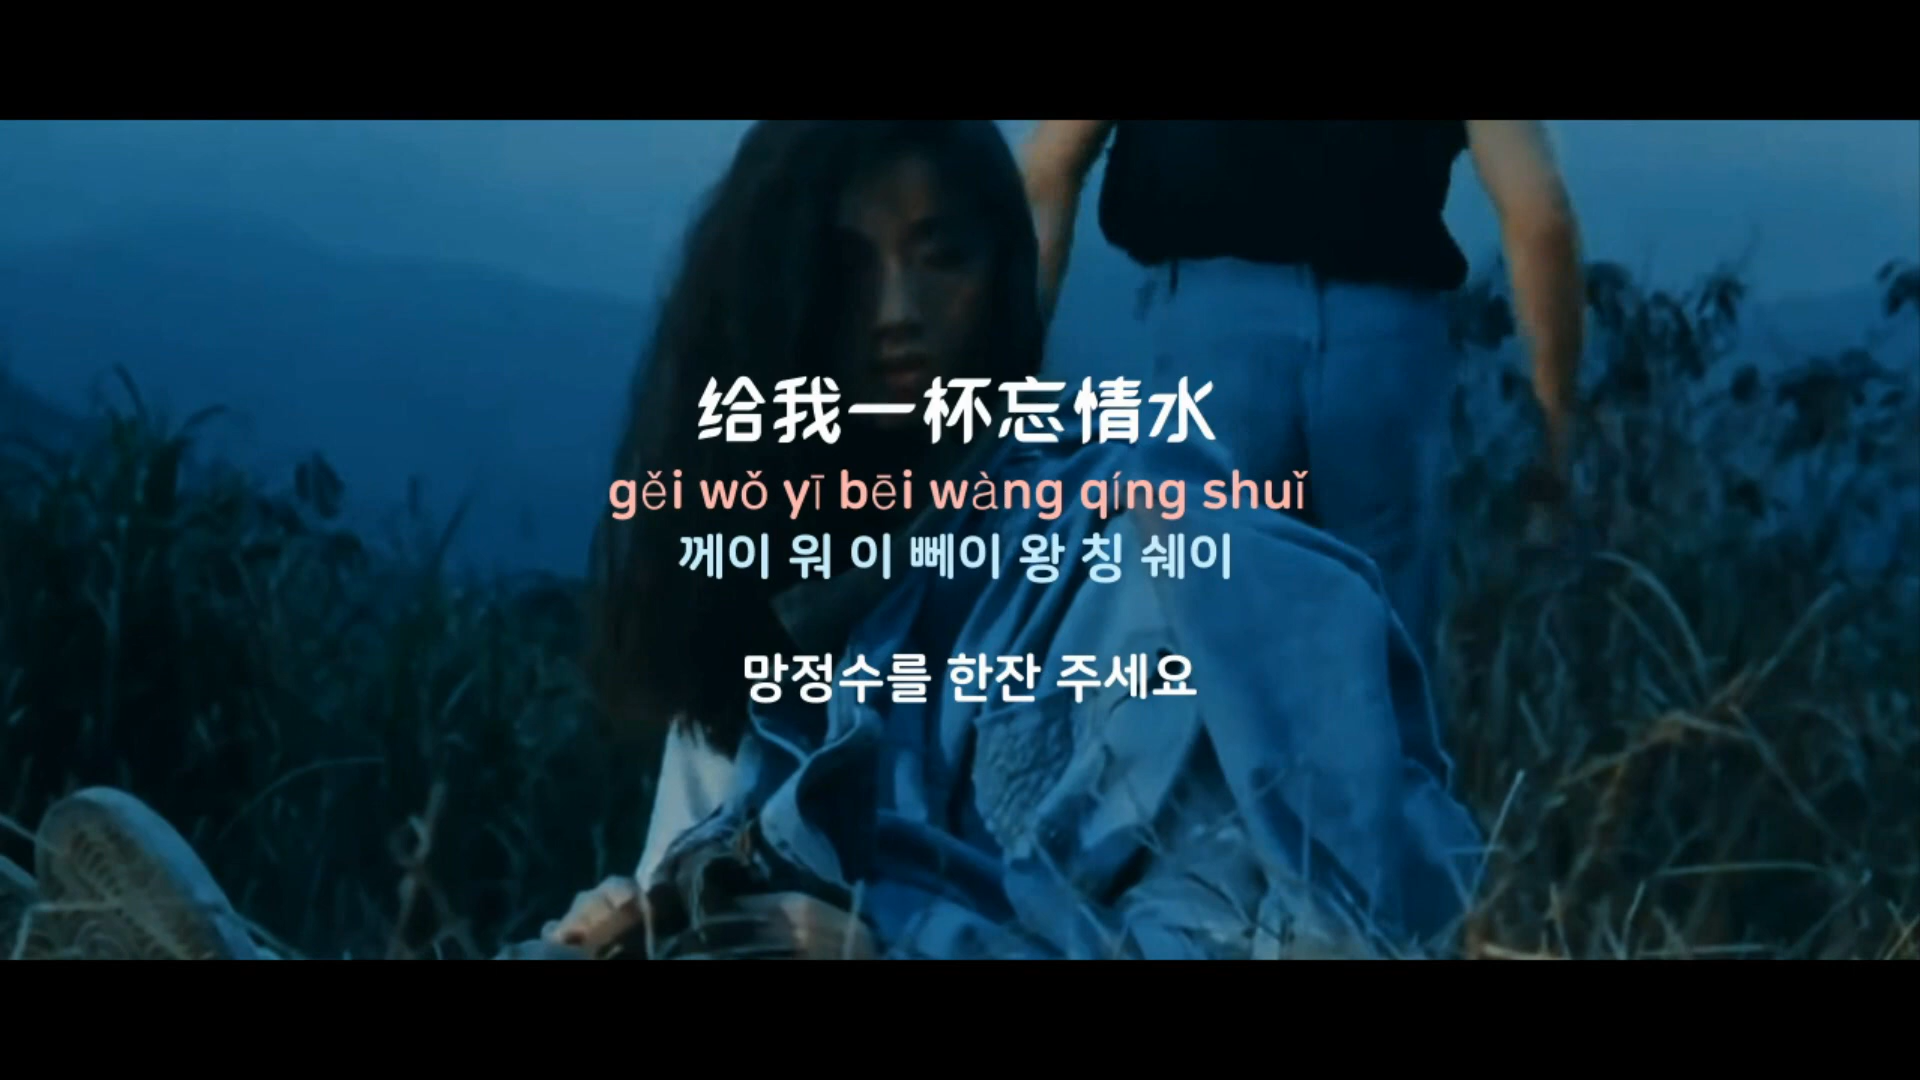 给我一杯忘情水
gěi wǒ yī bēi wàng qíng shuǐ
께이 워 이 뻬이 왕 칭 쉐이
망정수를 한잔 주세요